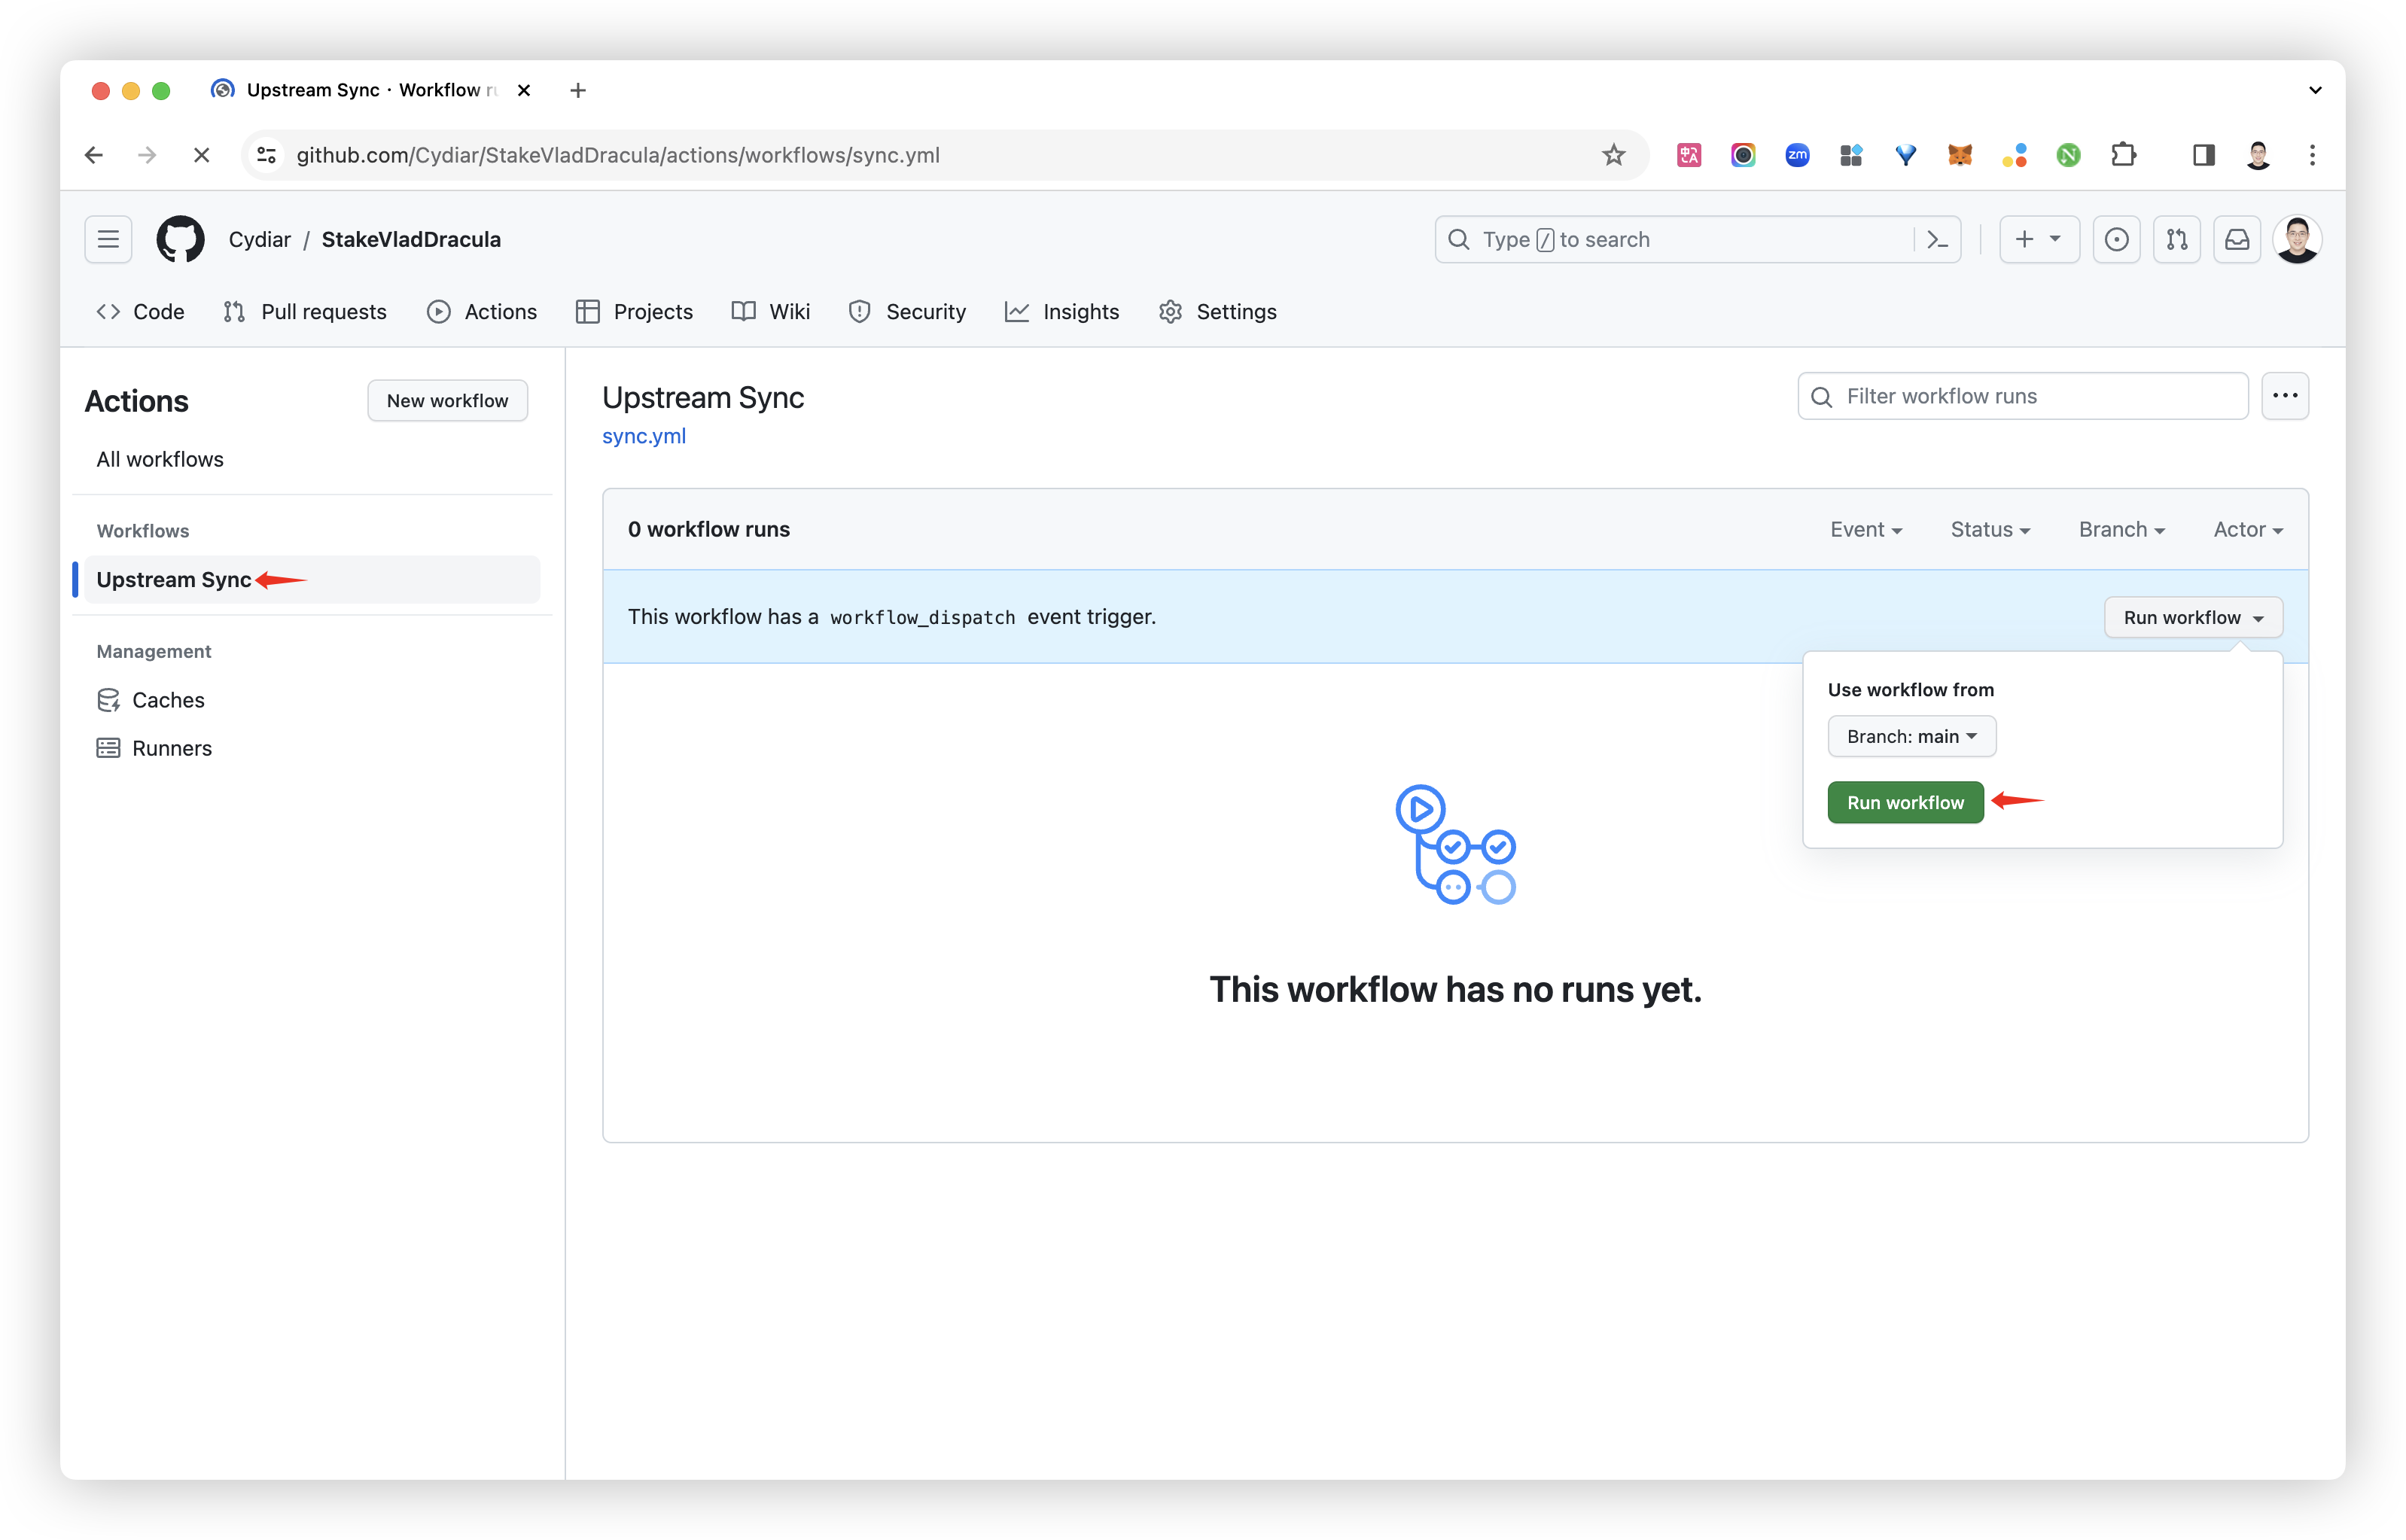 Upstream Sync · Workflow ru
github.com/Cydiar/StakeVladDracula/actions/workflows/sync.yml
zm
N
Cydiar / StakeVladDracula
Type / to search
Code Pull requests Actions Projects Wiki Security Insights Settings
Actions
New workflow
All workflows
Workflows
Upstream Sync
Management
Caches
Runners
Upstream Sync
sync.yml
Filter workflow runs
0 workflow runs
Event Status Branch Actor
This workflow has a workflow_dispatch event trigger.
Run workflow
Use workflow from
Branch: main
Run workflow
This workflow has no runs yet.